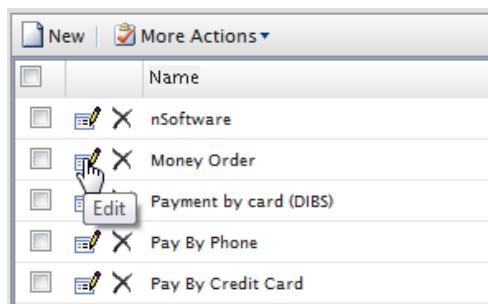 New More Actions
Name
nSoftware
Money Order
Payment by card (DIBS)
Edit
Pay By Phone
Pay By Credit Card